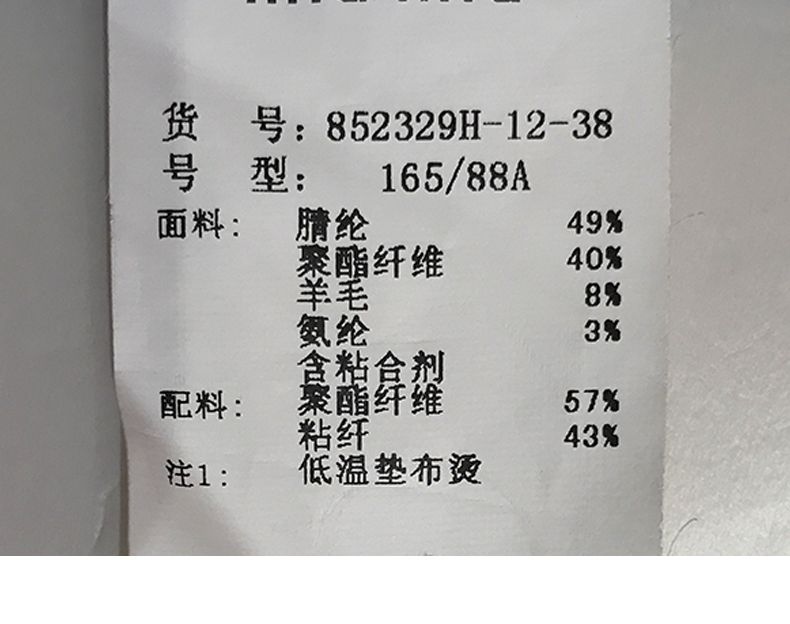 货 号: 852329H-12-38
号 型: 165/88A
面料: 腈纶 49%
聚酯纤维 40%
羊毛 8%
氨纶 3%
含粘合剂
配料: 聚酯纤维 57%
粘纤 43%
注1: 低温垫布烫